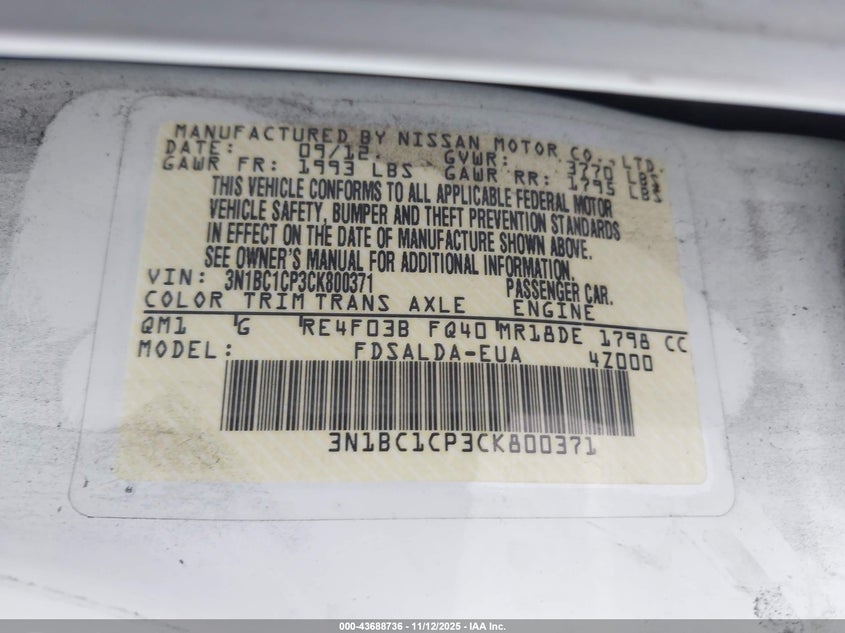 MANUFACTURED BY NISSAN MOTOR CO., LTD.
DATE: 09/12. GVWR: 3770 LBS
GAWR FR: 1993 LBS GAWR RR: 1795 LBS
THIS VEHICLE CONFORMS TO ALL APPLICABLE FEDERAL MOTOR
VEHICLE SAFETY, BUMPER AND THEFT PREVENTION STANDARDS
IN EFFECT ON THE DATE OF MANUFACTURE SHOWN ABOVE.
SEE OWNER'S MANUAL FOR ADDITIONAL INFORMATION.
VIN: 3N1BC1CP3CK800371 PASSENGER CAR.
COLOR TRIM TRANS AXLE ENGINE
QM1 G RE4F03B FQ40 MR18DE 1798 CC
MODEL: FDSALDA-EUA 4Z000
3N1BC1CP3CK800371
000-43688736 - 11/12/2025 - IAA Inc.